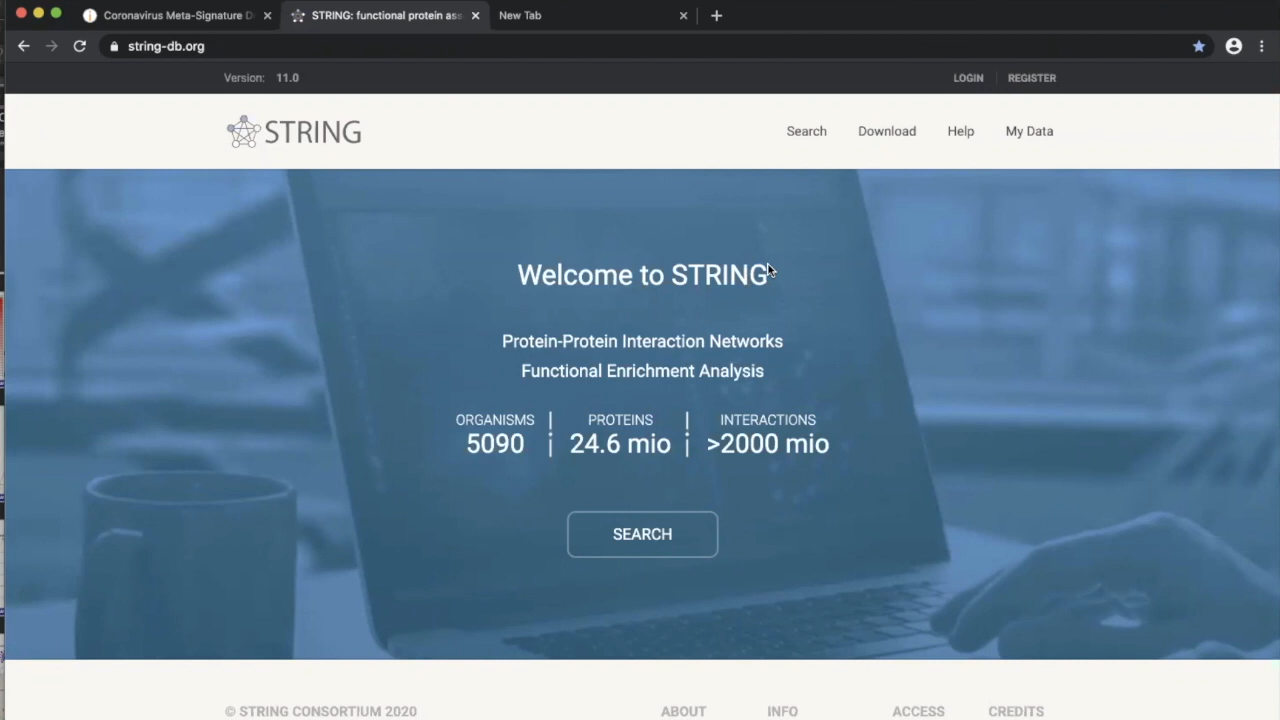 Coronavirus Meta-Signature D
STRING: functional protein ass
New Tab
string-db.org
Version: 11.0
LOGIN
REGISTER
STRING
Search
Download
Help
My Data
Welcome to STRING
Protein-Protein Interaction Networks
Functional Enrichment Analysis
ORGANISMS
PROTEINS
INTERACTIONS
5090
24.6 mio
>2000 mio
SEARCH
© STRING CONSORTIUM 2020
ABOUT
INFO
ACCESS
CREDITS